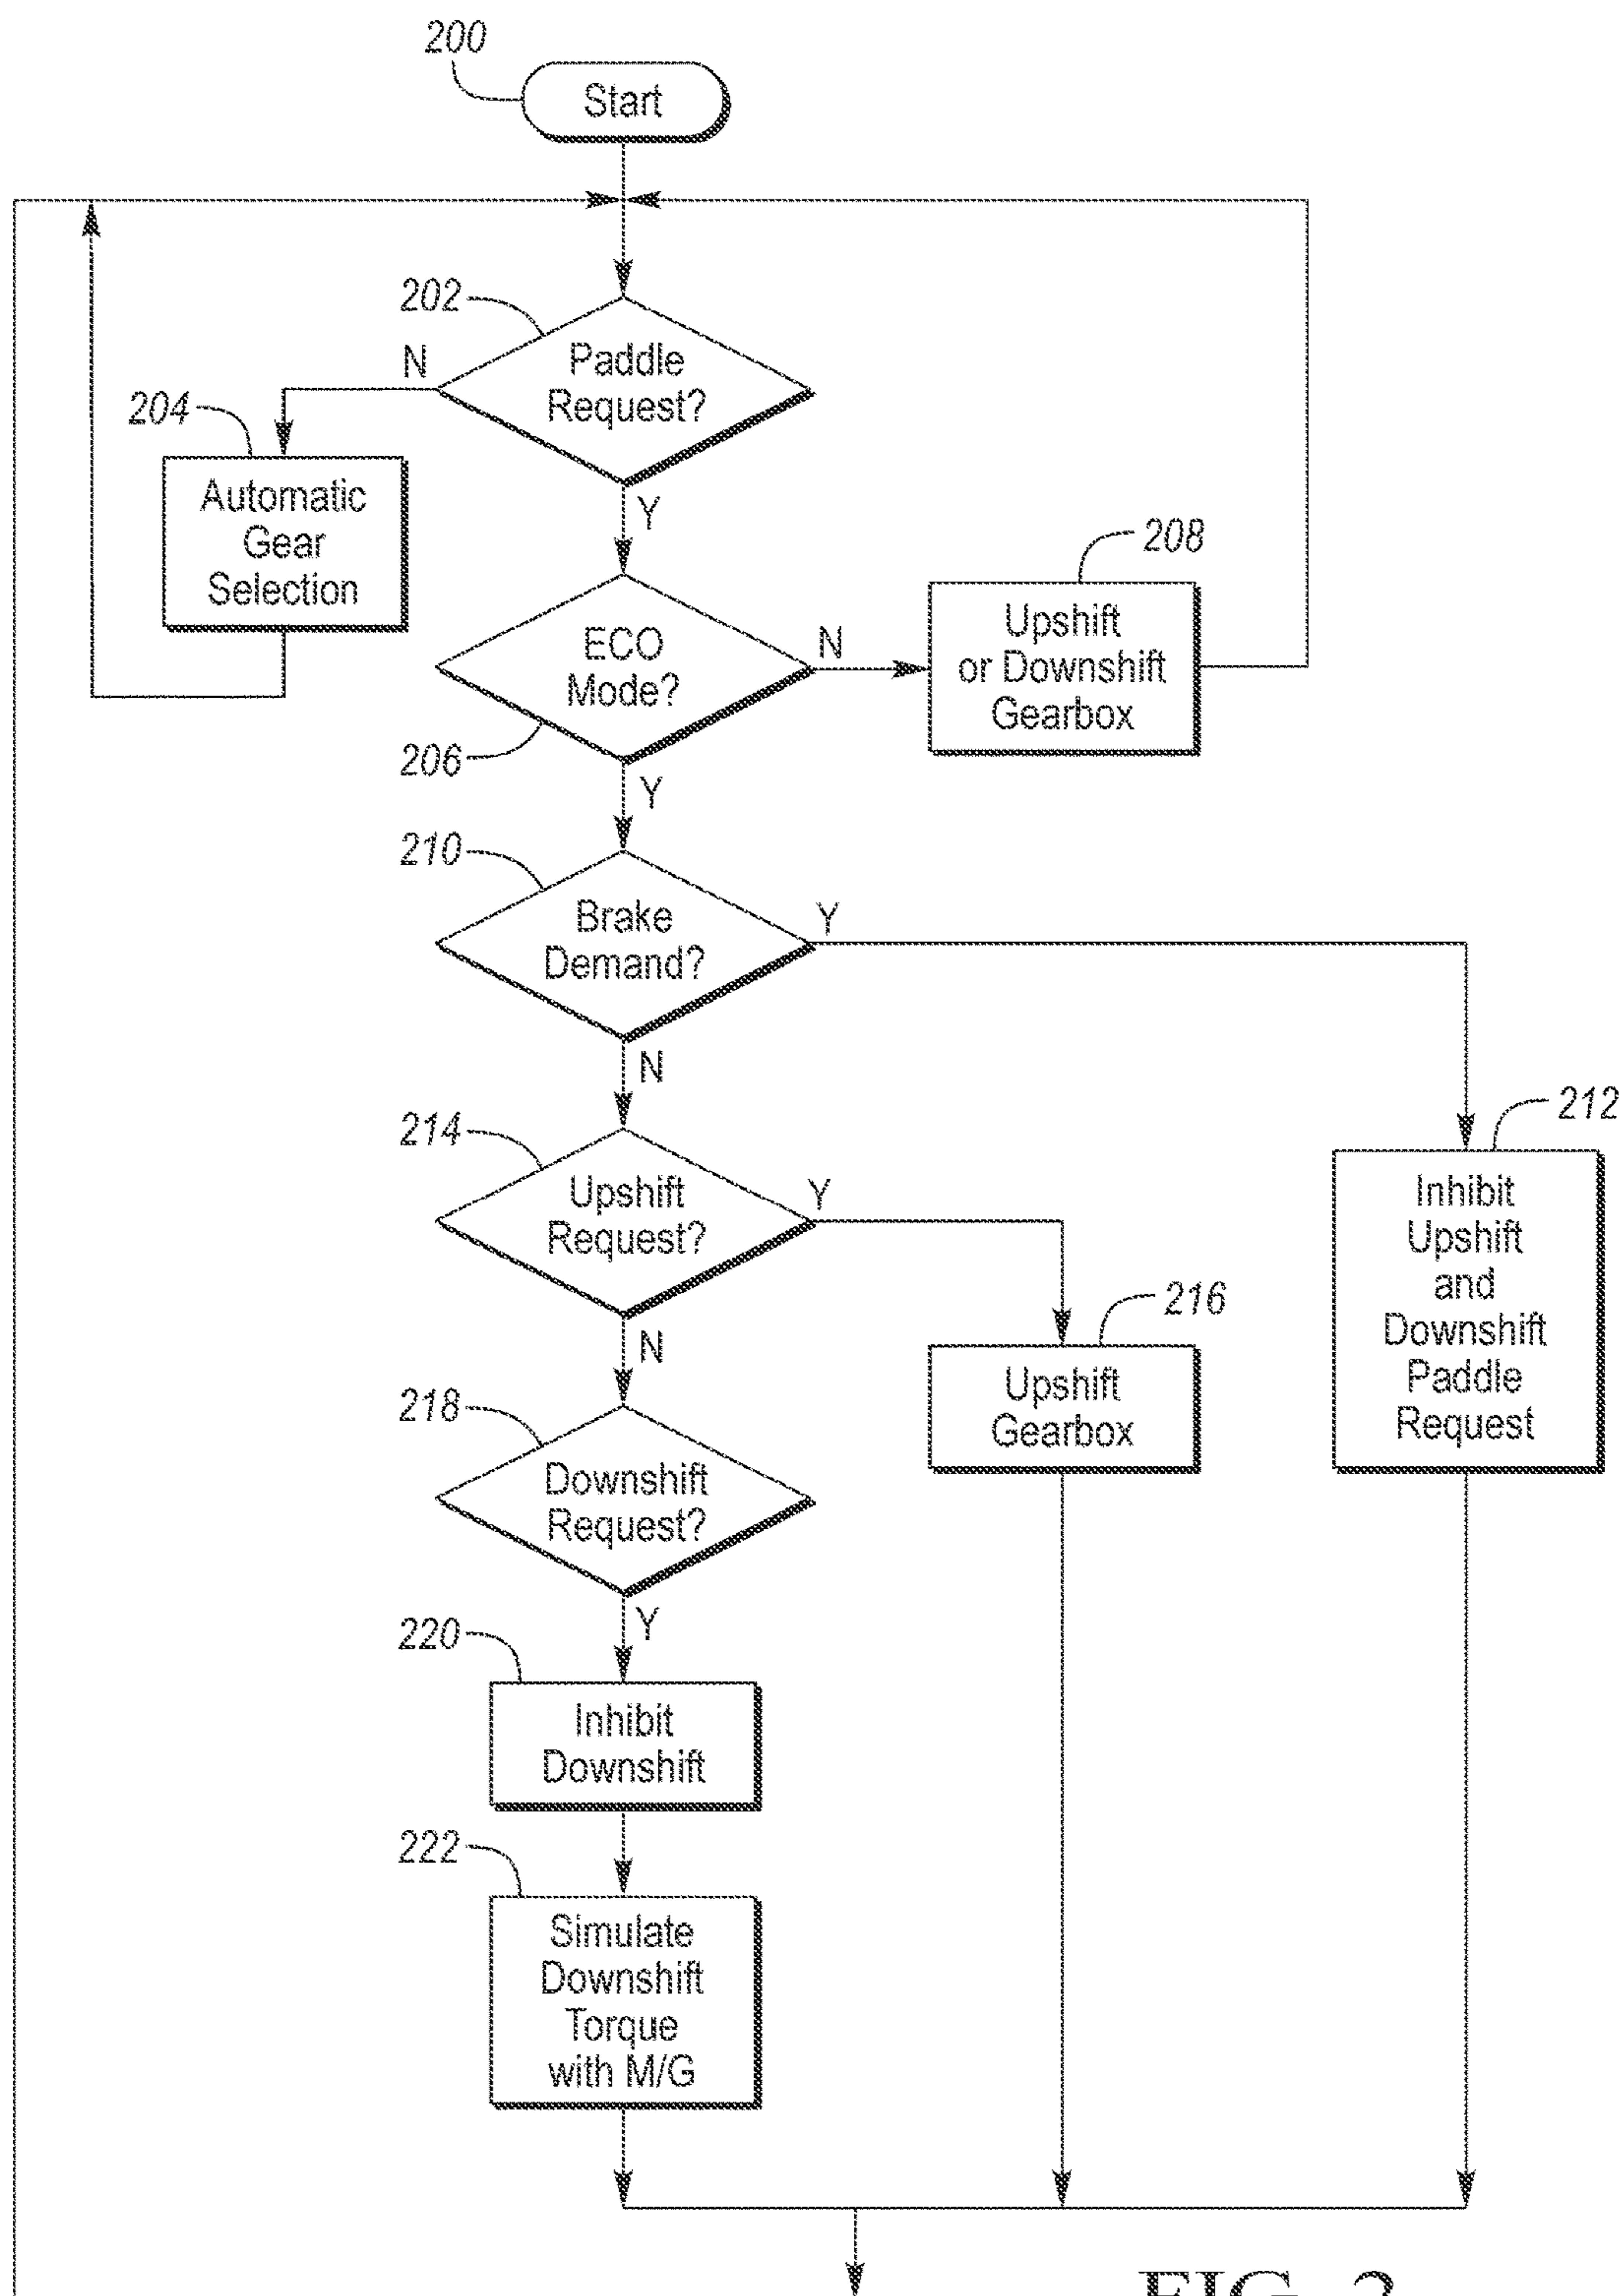 200
Start
202
N
Paddle
Request?
204
Automatic
Gear
Selection
Y
208
Upshift
or Downshift
Gearbox
ECO
Mode?
N
206
Y
210
Brake
Demand?
Y
N
212
Inhibit
Upshift
and
Downshift
Paddle
Request
214
Upshift
Request?
Y
216
Upshift
Gearbox
N
218
Downshift
Request?
Y
220
Inhibit
Downshift
222
Simulate
Downshift
Torque
with M/G